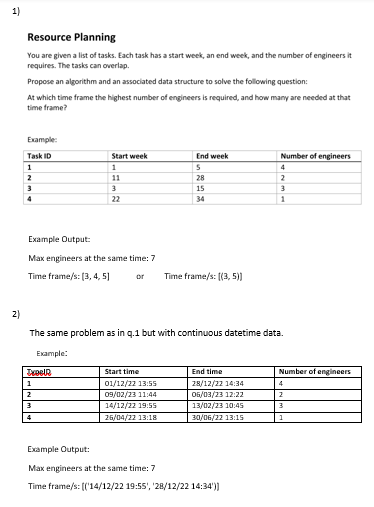 1)
Resource Planning
You are given a list of tasks. Each task has a start week, an end week, and the number of engineers it
requires. The tasks can overlap.
Propose an algorithm and an associated data structure to solve the following question:
At which time frame the highest number of engineers is required, and how many are needed at that
time frame?
Example:
Task ID Start week End week Number of engineers
1 1 5 4
2 11 28 2
3 3 15 3
4 22 34 1
Example Output:
Max engineers at the same time: 7
Time frame/s: [3, 4, 5] or Time frame/s: [(3, 5)]
2)
The same problem as in q.1 but with continuous datetime data.
Example:
TypeID Start time End time Number of engineers
1 01/12/22 13:55 28/12/22 14:34 4
2 09/02/23 11:44 06/03/23 12:22 2
3 14/12/22 19:55 13/02/23 10:45 3
4 26/04/22 13:18 30/06/22 13:15 1
Example Output:
Max engineers at the same time: 7
Time frame/s: [('14/12/22 19:55', '28/12/22 14:34')]